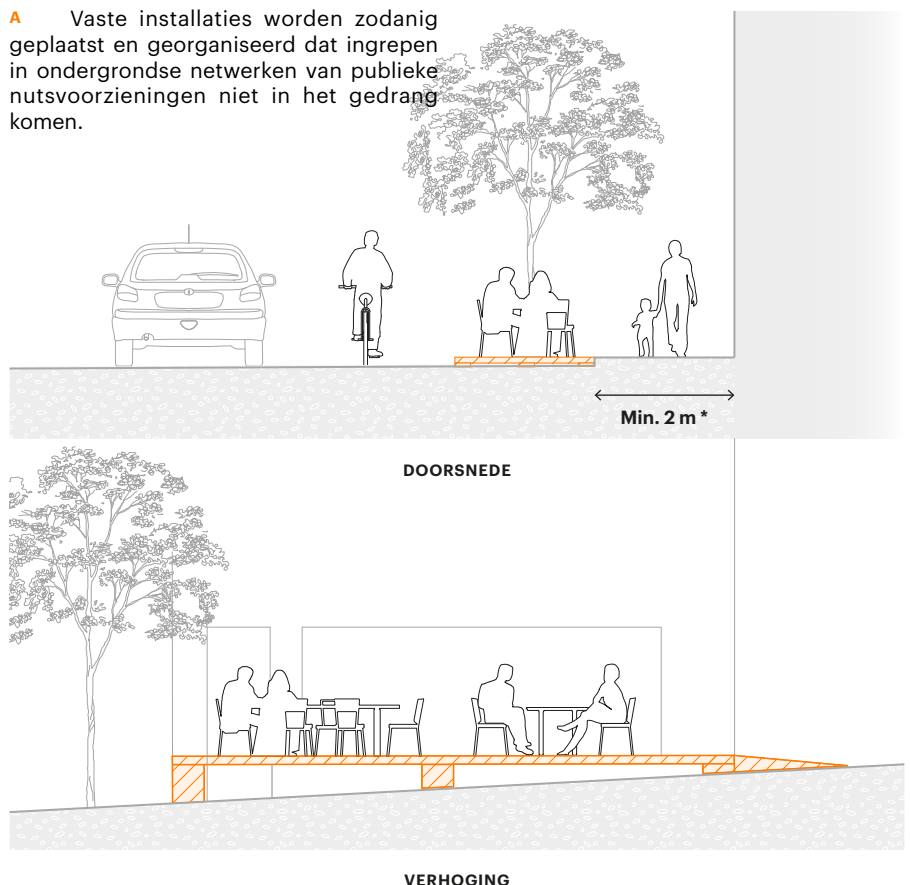 A Vaste installaties worden zodanig
geplaatst en georganiseerd dat ingrepen
in ondergrondse netwerken van publieke
nutsvoorzieningen niet in het gedrang
komen.
Min. 2 m *
DOORSNEDE
VERHOGING